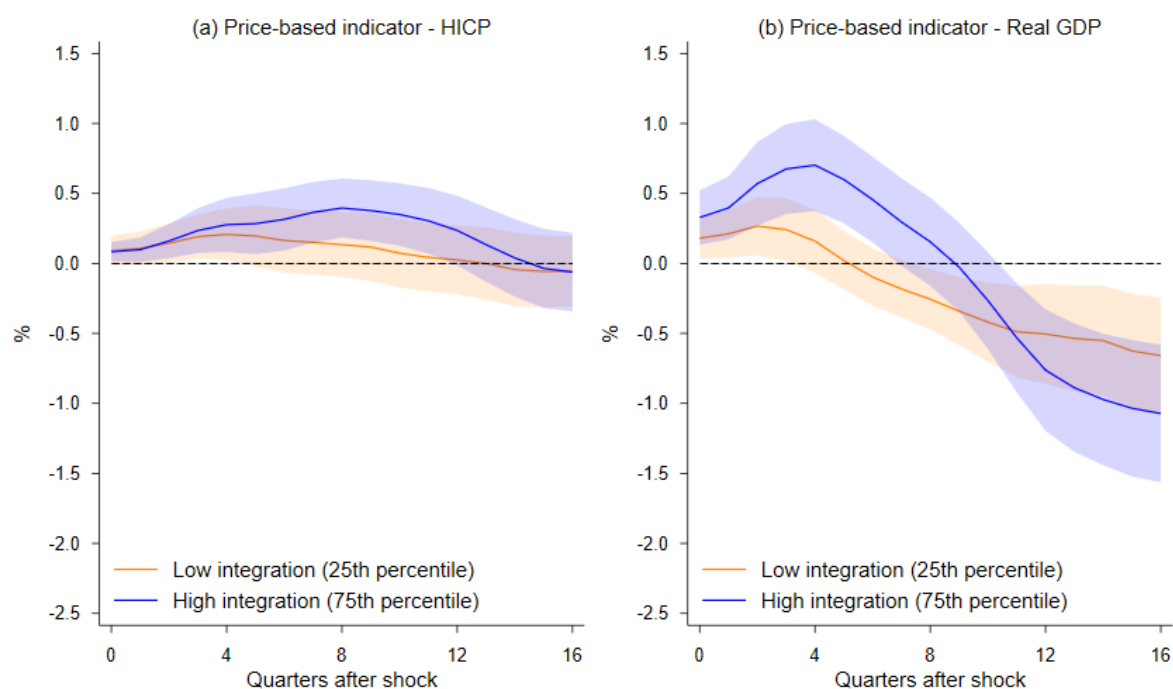 (a) Price-based indicator - HICP
1.5
1.0
0.5
0.0
-0.5
-1.0
-1.5
-2.0
-2.5
%
Low integration (25th percentile)
High integration (75th percentile)
0 4 8 12 16
Quarters after shock
(b) Price-based indicator - Real GDP
1.5
1.0
0.5
0.0
-0.5
-1.0
-1.5
-2.0
-2.5
%
Low integration (25th percentile)
High integration (75th percentile)
0 4 8 12 16
Quarters after shock